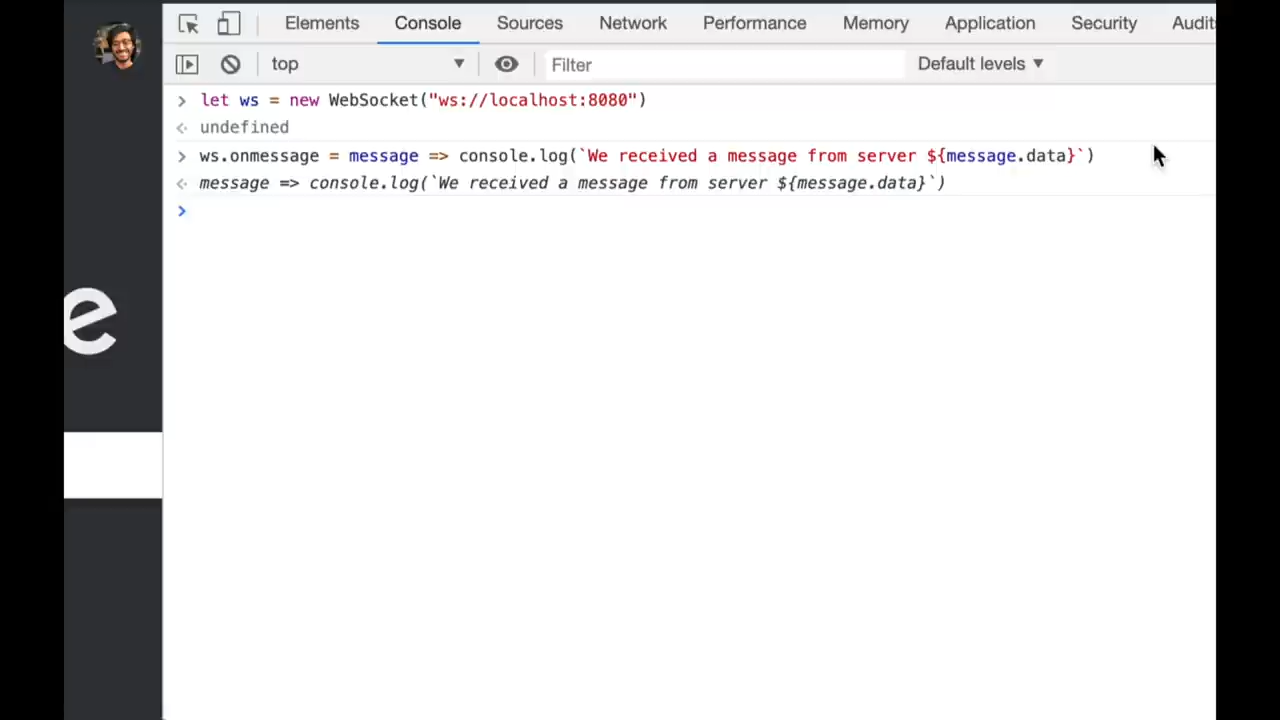 Elements Console Sources Network Performance Memory Application Security Audits
top Filter Default levels
let ws = new WebSocket("ws://localhost:8080")
undefined
ws.onmessage = message => console.log(`We received a message from server ${message.data}`)
message => console.log(`We received a message from server ${message.data}`)
e